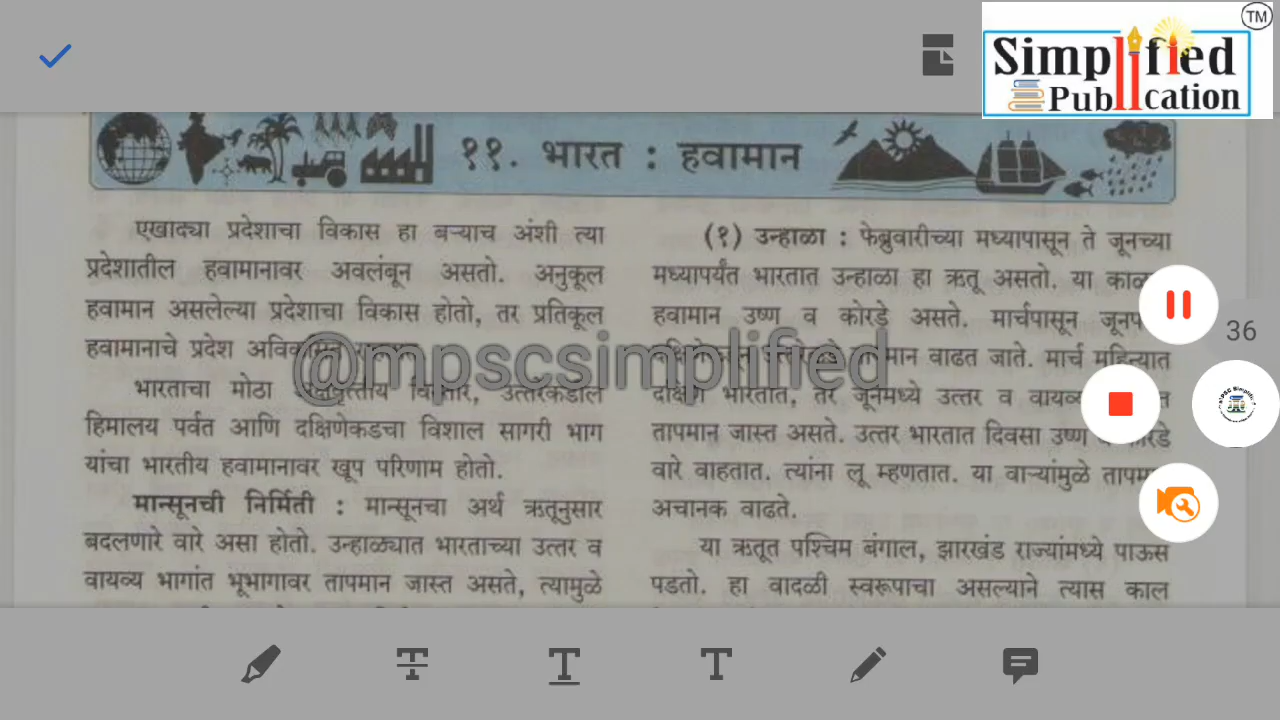 TM
Simplified
Publication
११. भारत : हवामान
एखाद्या प्रदेशाचा विकास हा बऱ्याच अंशी त्या
प्रदेशातील हवामानावर अवलंबून असतो. अनुकूल
हवामान असलेल्या प्रदेशाचा विकास होतो, तर प्रतिकूल
हवामानाचे प्रदेश
भारताचा मोठा
हिमालय पर्वत आणि दक्षिणेकडचा विशाल सागरी भाग
यांचा भारतीय हवामानावर खूप परिणाम होतो.
मान्सूनची निर्मिती : मान्सूनचा अर्थ ऋतूनुसार
बदलणारे वारे असा होतो. उन्हाळ्यात भारताच्या उत्तर व
वायव्य भागांत भूभागावर तापमान जास्त असते, त्यामुळे
(१) उन्हाळा : फेब्रुवारीच्या मध्यापासून ते जूनच्या
मध्यापर्यंत भारतात उन्हाळा हा ऋतू असतो. या
हवामान उष्ण व कोरडे असते. मार्चपासून
वाढत जाते. मार्च महिन्यात
दक्षिण भारतात, तर जूनमध्ये उत्तर व
तापमान जास्त असते. उत्तर भारतात दिवसा उष्ण
वारे वाहतात. त्यांना लू म्हणतात. या वाऱ्यांमुळे
अचानक वाढते.
या ऋतूत पश्चिम बंगाल, झारखंड राज्यांमध्ये पाऊस
पडतो. हा वादळी स्वरूपाचा असल्याने त्यास काल
@mpscsimplified
36